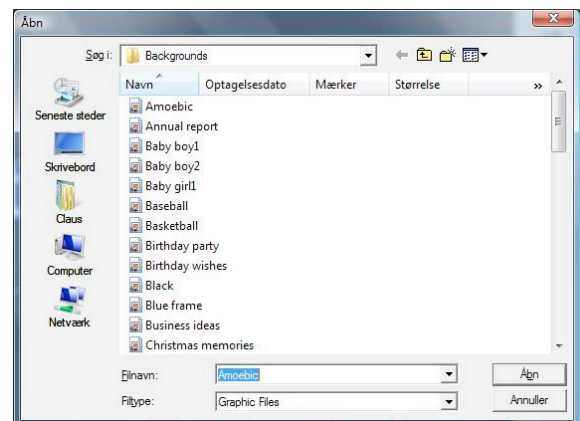 Åbn
Søg i:
Backgrounds
Seneste steder
Skrivebord
Claus
Computer
Netværk
Navn Optagelsesdato Mærker Størrelse »
Amoebic
Annual report
Baby boy1
Baby boy2
Baby girl1
Baseball
Basketball
Birthday party
Birthday wishes
Black
Blue frame
Business ideas
Christmas memories
Filnavn: Amoebic Åbn
Filtype: Graphic Files Annuller